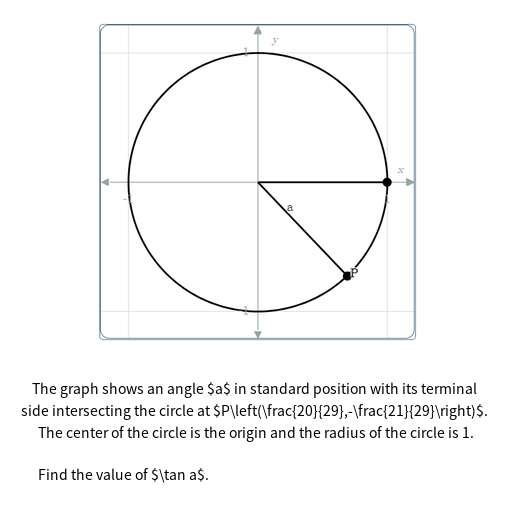 y
1
x
-1
1
a
P
-1
The graph shows an angle $a$ in standard position with its terminal
side intersecting the circle at $P\left(\frac{20}{29},-\frac{21}{29}\right)$.
The center of the circle is the origin and the radius of the circle is 1.
Find the value of $\tan a$.